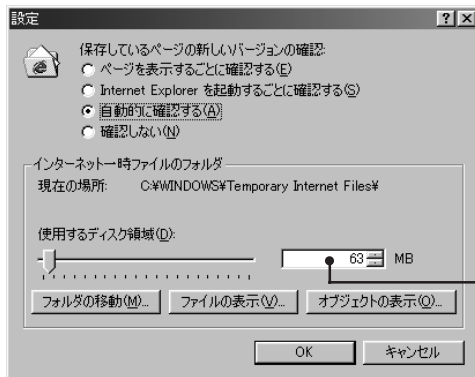 設定
保存しているページの新しいバージョンの確認:
ページを表示するごとに確認する(E)
Internet Explorer を起動するごとに確認する(S)
自動的に確認する(A)
確認しない(N)
インターネット一時ファイルのフォルダ
現在の場所: C:¥WINDOWS¥Temporary Internet Files¥
使用するディスク領域(D):
63 MB
フォルダの移動(M)... ファイルの表示(V)... オブジェクトの表示(O)...
OK キャンセル